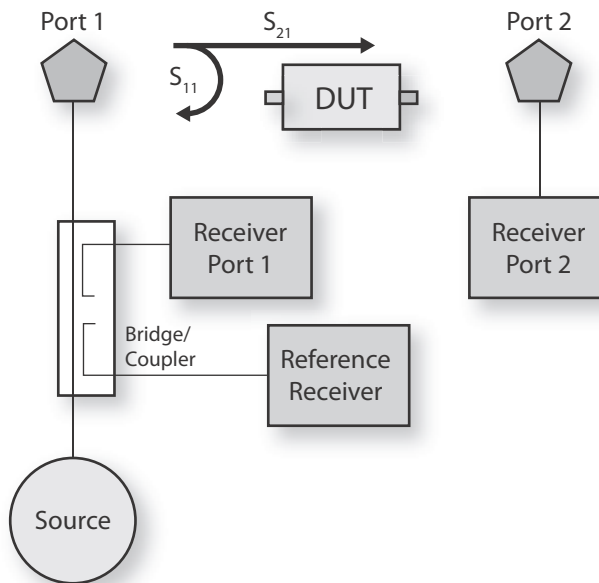 Port 1
S21
Port 2
S11
DUT
Receiver
Port 1
Receiver
Port 2
Bridge/
Coupler
Reference
Receiver
Source